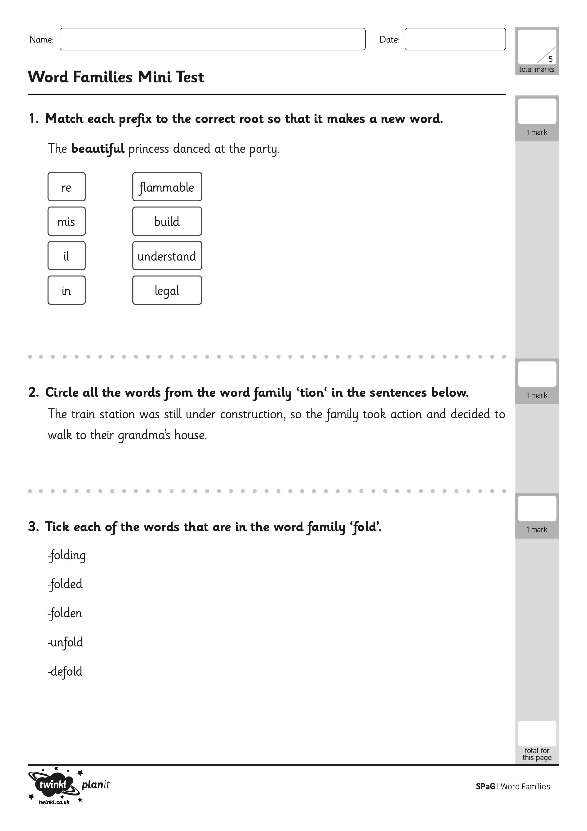 Name:
Date:
5
total marks
Word Families Mini Test
1. Match each prefix to the correct root so that it makes a new word.
1 mark
The beautiful princess danced at the party.
re flammable
mis build
il understand
in legal
2. Circle all the words from the word family ‘tion‘ in the sentences below.
1 mark
The train station was still under construction, so the family took action and decided to
walk to their grandma's house.
3. Tick each of the words that are in the word family ‘fold’.
1 mark
-folding
-folded
-folden
-unfold
-defold
total for
this page
twinkl planit
twinkl.co.uk
SPaG | Word Families